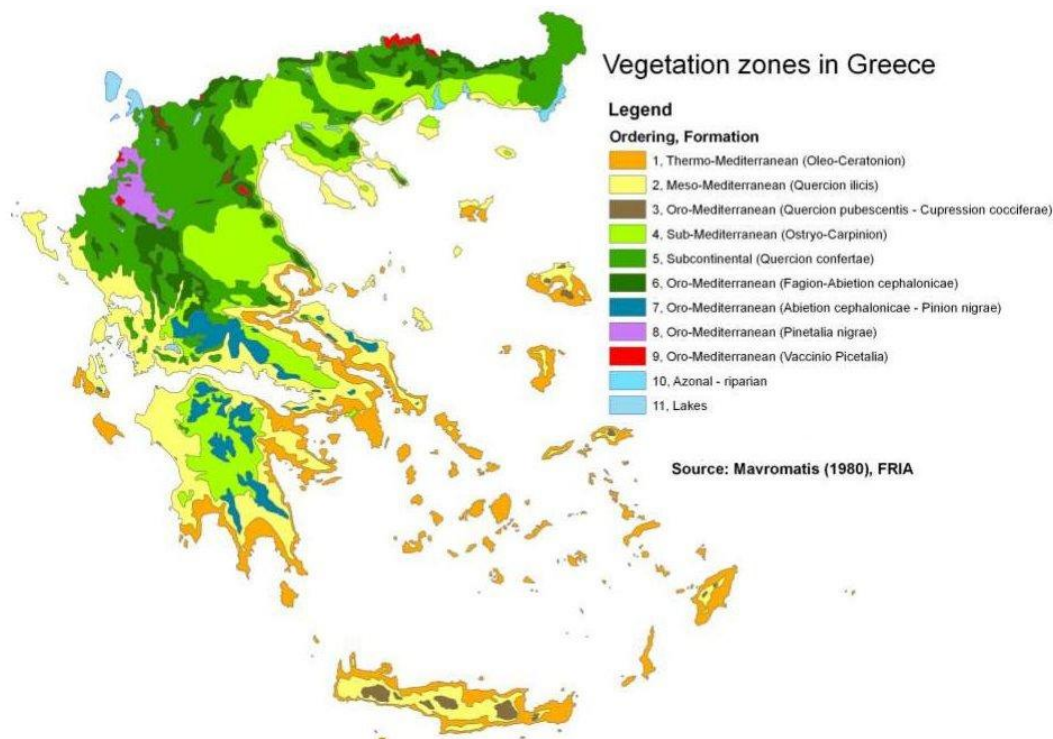 Vegetation zones in Greece
Legend
Ordering, Formation
1, Thermo-Mediterranean (Oleo-Ceratonion)
2, Meso-Mediterranean (Quercion ilicis)
3, Oro-Mediterranean (Quercion pubescentis - Cupression cocciferae)
4, Sub-Mediterranean (Ostryo-Carpinion)
5, Subcontinental (Quercion confertae)
6, Oro-Mediterranean (Fagion-Abietion cephalonicae)
7, Oro-Mediterranean (Abietion cephalonicae - Pinion nigrae)
8, Oro-Mediterranean (Pinetalia nigrae)
9, Oro-Mediterranean (Vaccinio Picetalia)
10, Azonal - riparian
11, Lakes
Source: Mavromatis (1980), FRIA